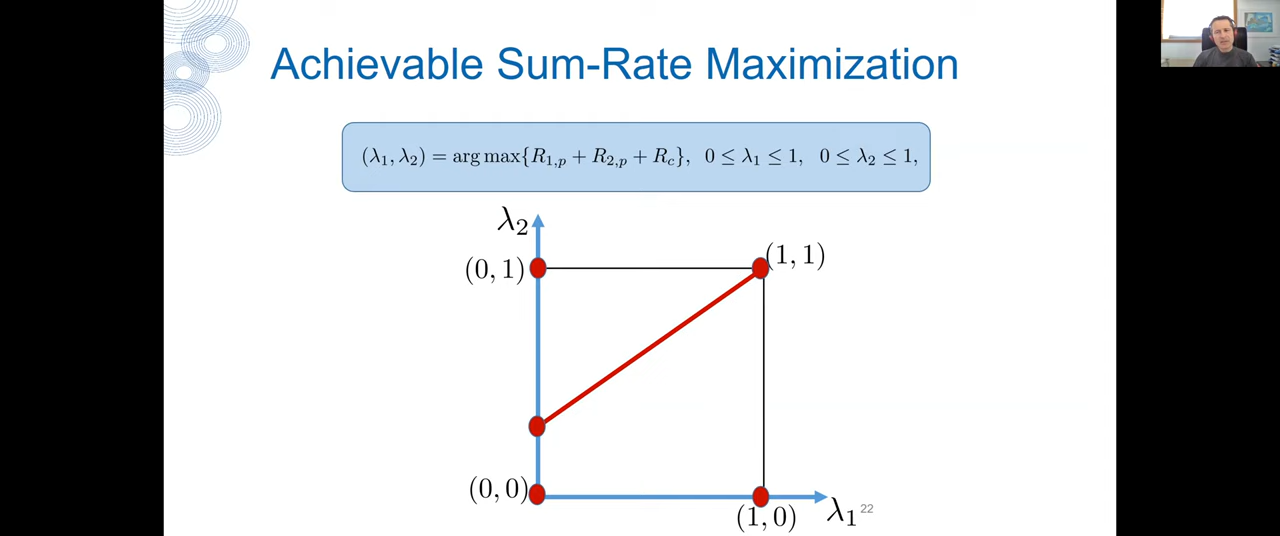 Achievable Sum-Rate Maximization
(λ₁, λ₂) = arg max{R₁,ₚ + R₂,ₚ + R_c}, 0 ≤ λ₁ ≤ 1, 0 ≤ λ₂ ≤ 1,
λ₂
(0, 1)
(1, 1)
(0, 0)
(1, 0)
λ₁
22